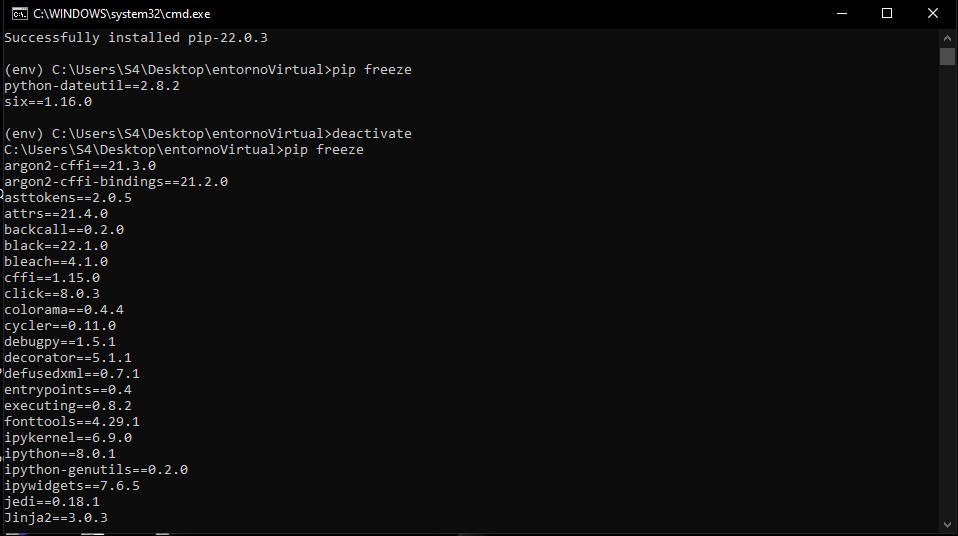 C:\WINDOWS\system32\cmd.exe
Successfully installed pip-22.0.3
(env) C:\Users\S4\Desktop\entornoVirtual>pip freeze
python-dateutil==2.8.2
six==1.16.0
(env) C:\Users\S4\Desktop\entornoVirtual>deactivate
C:\Users\S4\Desktop\entornoVirtual>pip freeze
argon2-cffi==21.3.0
argon2-cffi-bindings==21.2.0
asttokens==2.0.5
attrs==21.4.0
backcall==0.2.0
black==22.1.0
bleach==4.1.0
cffi==1.15.0
click==8.0.3
colorama==0.4.4
cycler==0.11.0
debugpy==1.5.1
decorator==5.1.1
defusedxml==0.7.1
entrypoints==0.4
executing==0.8.2
fonttools==4.29.1
ipykernel==6.9.0
ipython==8.0.1
ipython-genutils==0.2.0
ipywidgets==7.6.5
jedi==0.18.1
Jinja2==3.0.3